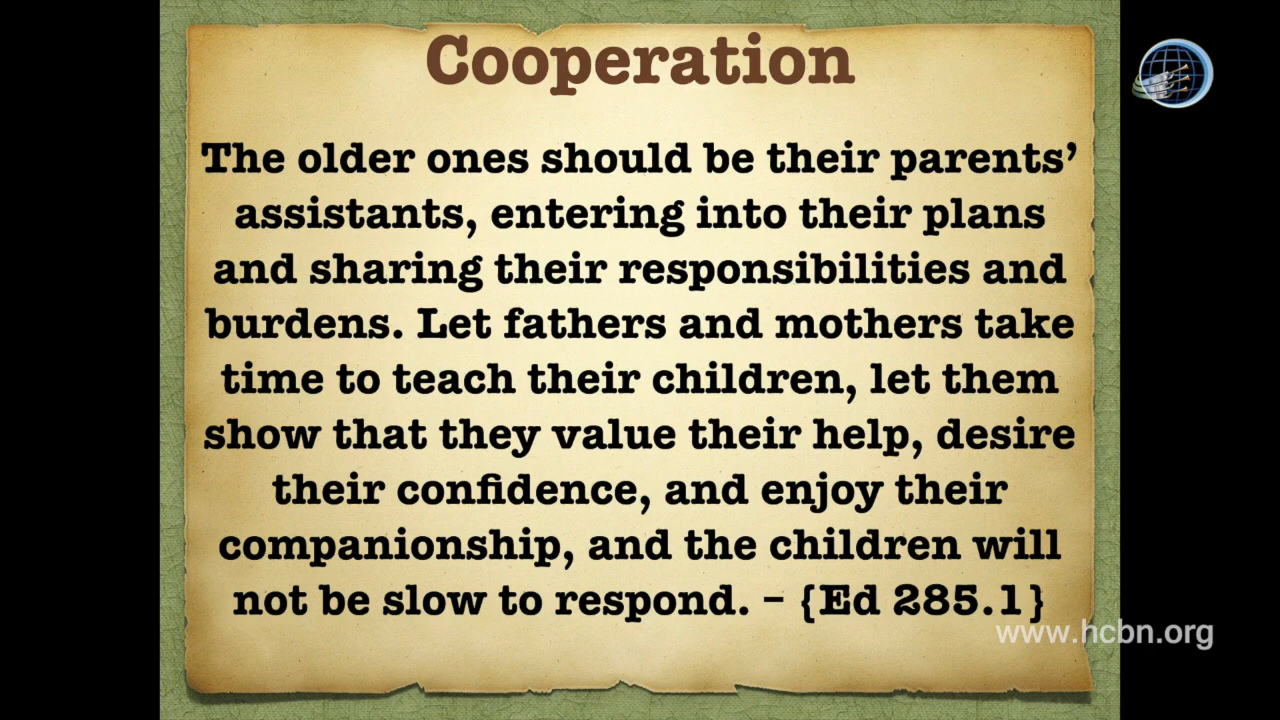 Cooperation
The older ones should be their parents’
assistants, entering into their plans
and sharing their responsibilities and
burdens. Let fathers and mothers take
time to teach their children, let them
show that they value their help, desire
their confidence, and enjoy their
companionship, and the children will
not be slow to respond. – {Ed 285.1}
www.hcbn.org